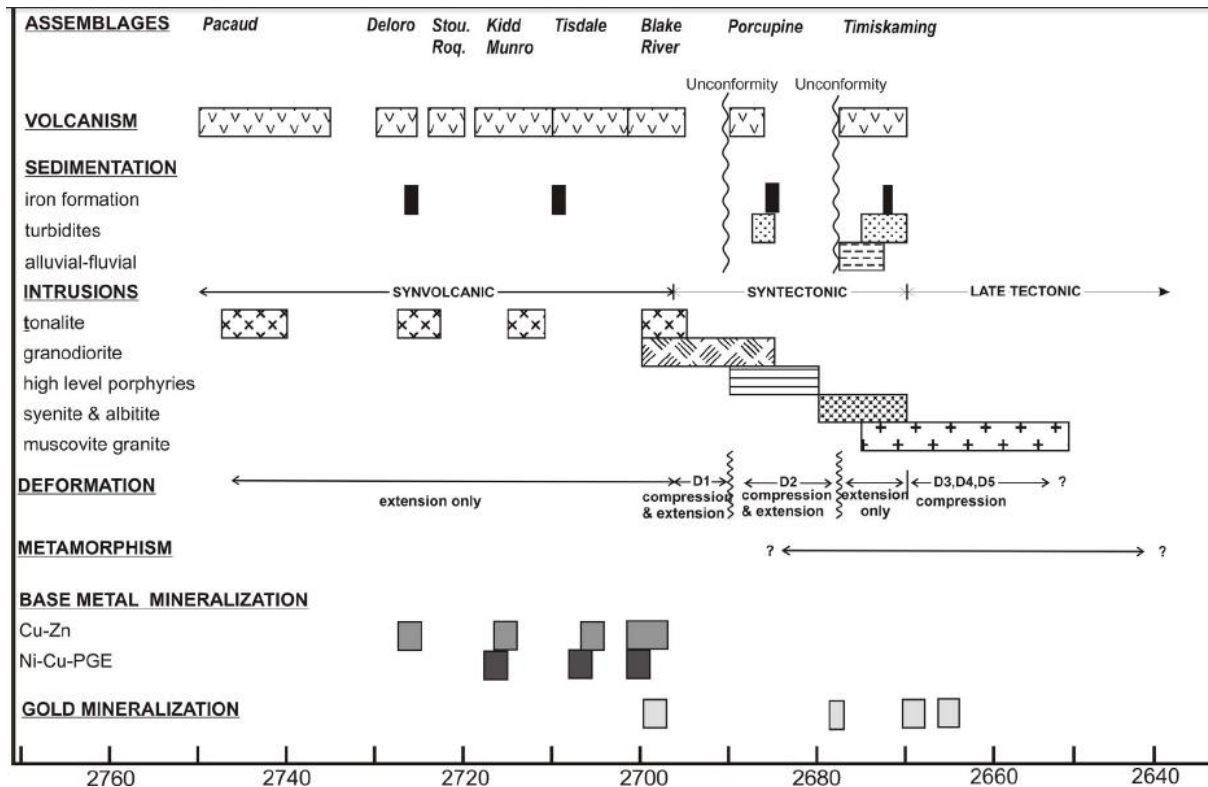 ASSEMBLAGES Pacaud Deloro Stou. Kidd Tisdale Blake Porcupine Timiskaming
Roq. Munro River
Unconformity Unconformity
VOLCANISM
SEDIMENTATION
iron formation
turbidites
alluvial-fluvial
INTRUSIONS SYNVOLCANIC SYNTECTONIC LATE TECTONIC
tonalite
granodiorite
high level porphyries
syenite & albitite
muscovite granite
DEFORMATION extension only D1 compression & extension D2 compression & extension extension only D3,D4,D5 compression ?
METAMORPHISM ? ?
BASE METAL MINERALIZATION
Cu-Zn
Ni-Cu-PGE
GOLD MINERALIZATION
2760 2740 2720 2700 2680 2660 2640